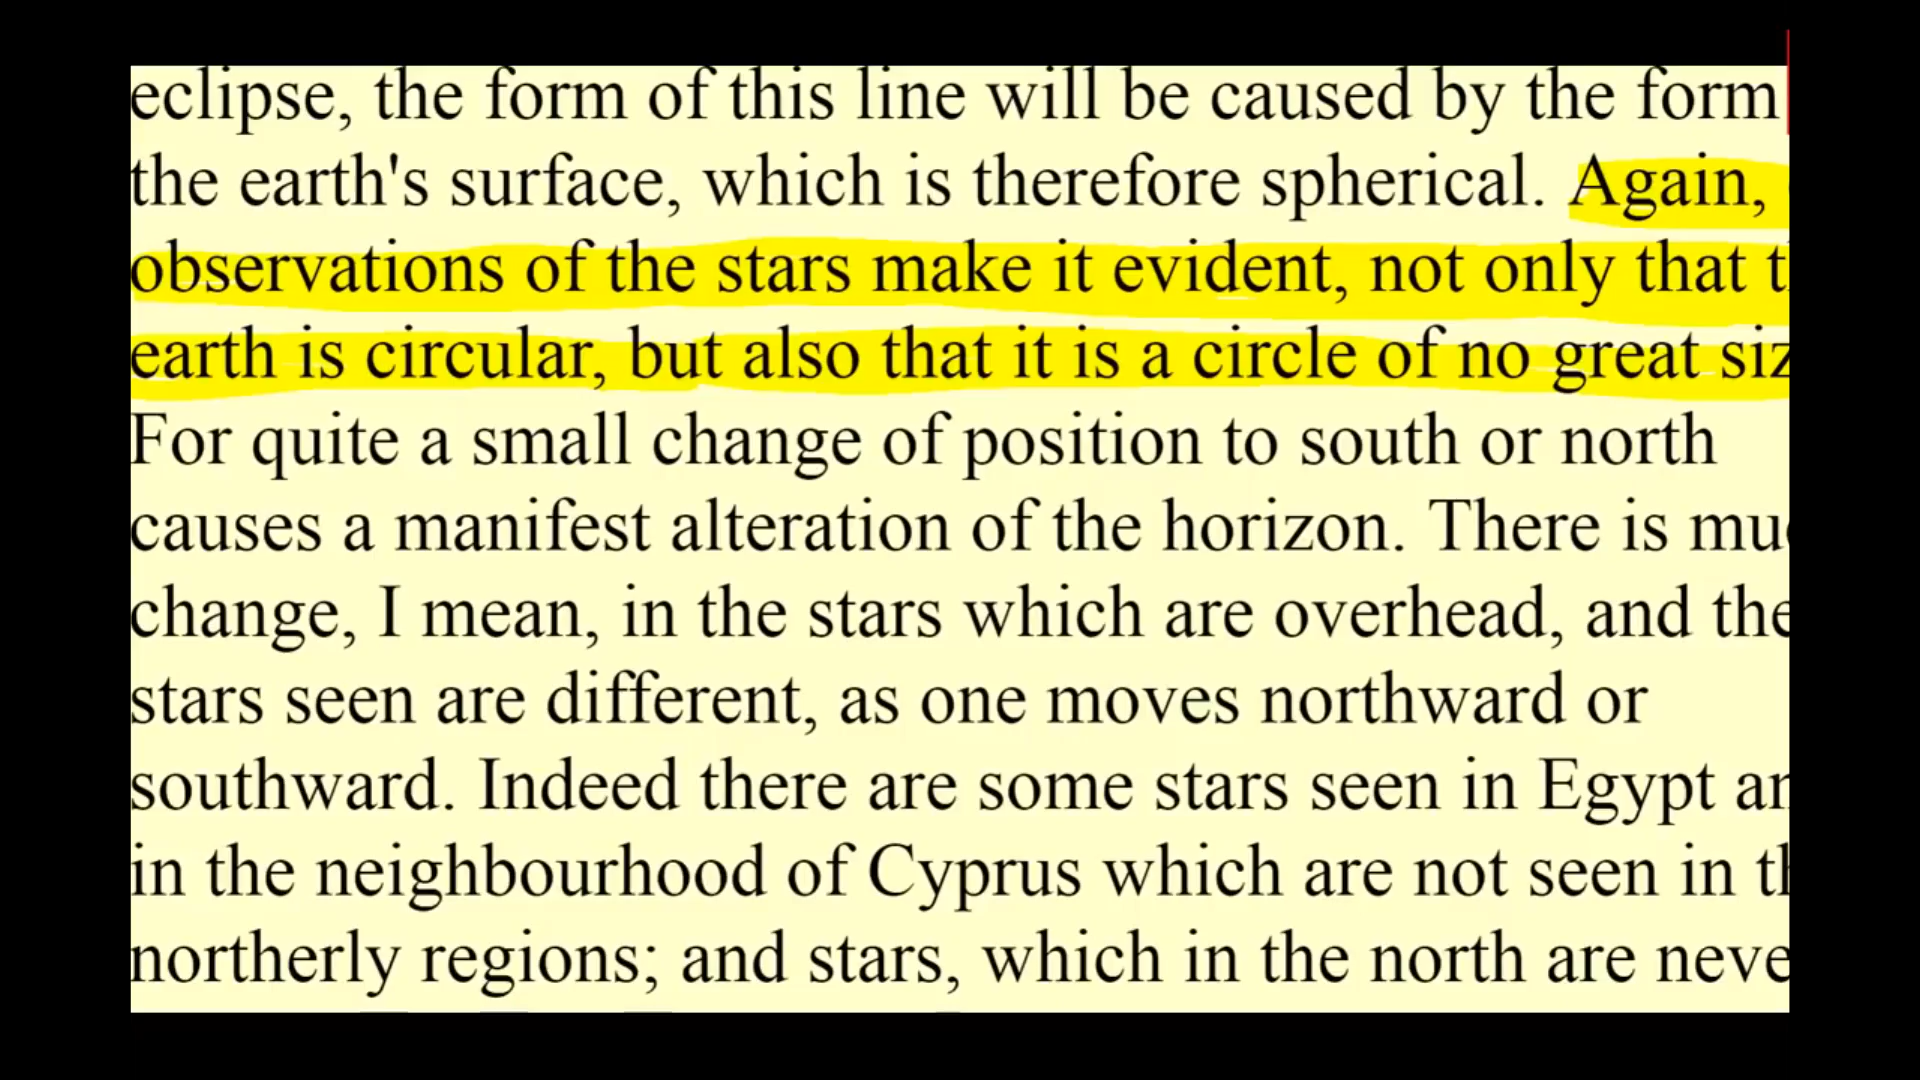 eclipse, the form of this line will be caused by the form
the earth's surface, which is therefore spherical. Again,
observations of the stars make it evident, not only that
earth is circular, but also that it is a circle of no great
For quite a small change of position to south or north
causes a manifest alteration of the horizon. There is
change, I mean, in the stars which are overhead, and the
stars seen are different, as one moves northward or
southward. Indeed there are some stars seen in Egypt
in the neighbourhood of Cyprus which are not seen in
northerly regions; and stars, which in the north are